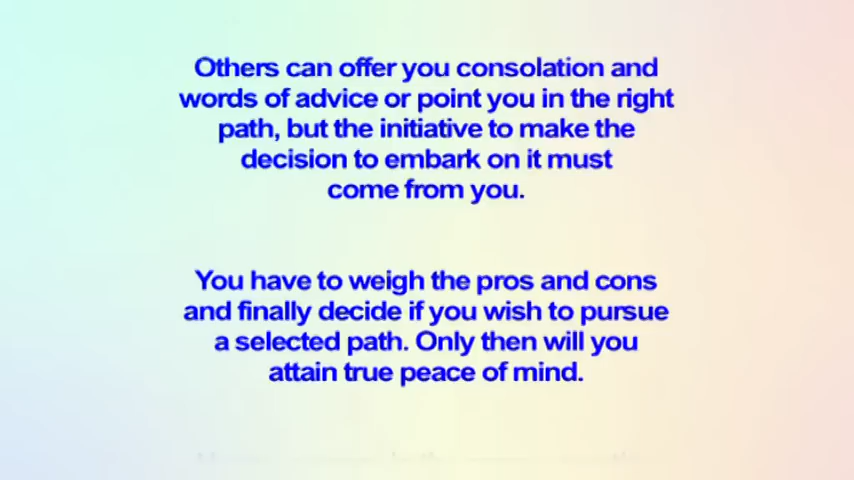 Others can offer you consolation and
words of advice or point you in the right
path, but the initiative to make the
decision to embark on it must
come from you.
You have to weigh the pros and cons
and finally decide if you wish to pursue
a selected path. Only then will you
attain true peace of mind.